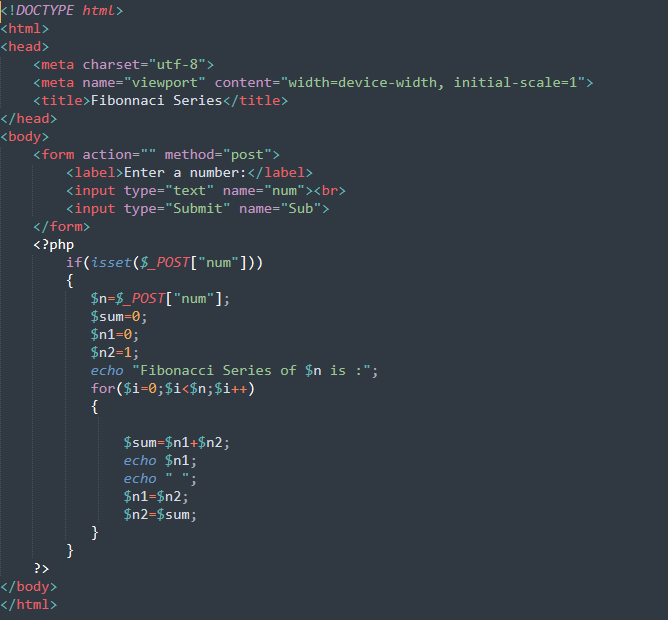 <!DOCTYPE html>
<html>
<head>
    <meta charset="utf-8">
    <meta name="viewport" content="width=device-width, initial-scale=1">
    <title>Fibonnaci Series</title>
</head>
<body>
    <form action="" method="post">
        <label>Enter a number:</label>
        <input type="text" name="num"><br>
        <input type="Submit" name="Sub">
    </form>
    <?php
        if(isset($_POST["num"]))
        {
           $n=$_POST["num"];
           $sum=0;
           $n1=0;
           $n2=1;
           echo "Fibonacci Series of $n is :";
           for($i=0;$i<$n;$i++)
           {
               $sum=$n1+$n2;
               echo $n1;
               echo " ";
               $n1=$n2;
               $n2=$sum;
           }
        }
    ?>
</body>
</html>